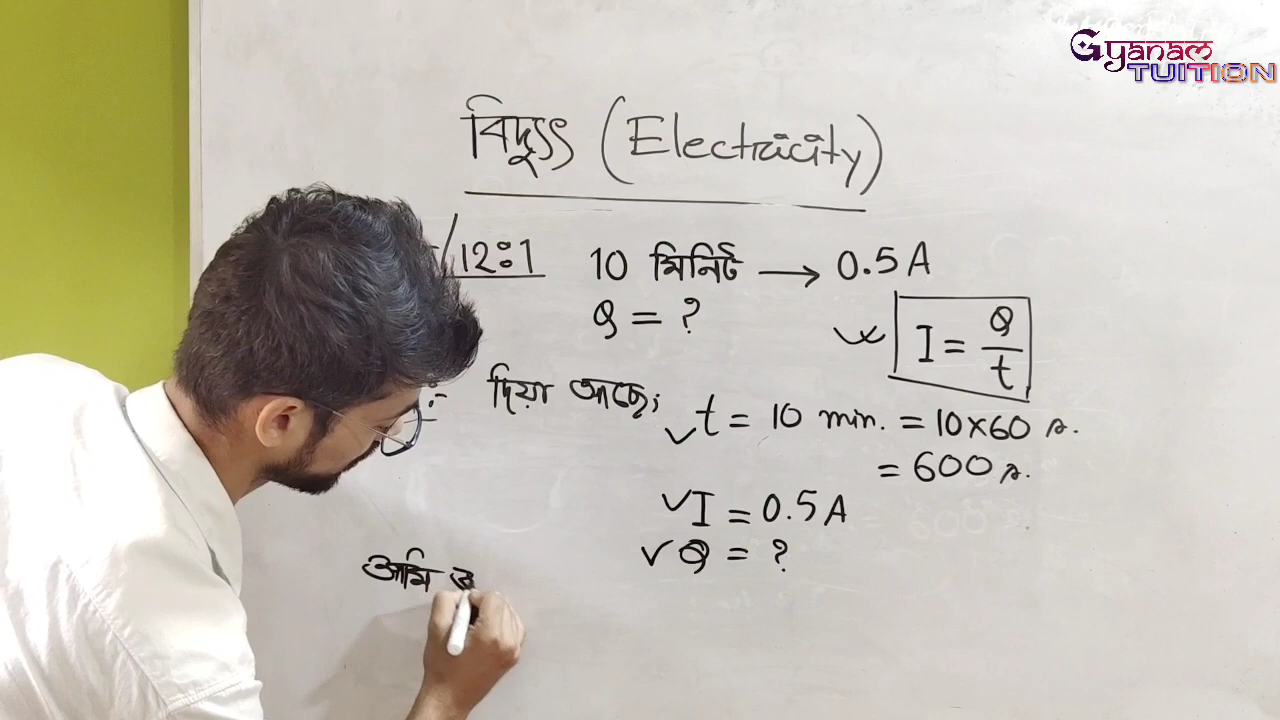 Gyanam
TUITION
বিদ্যুৎ (Electricity)
/12:1 10 মিনিট → 0.5 A
Q = ?
I = Q/t
দিয়া আছে,
t = 10 min. = 10×60 s.
= 600 s.
I = 0.5 A
Q = ?
আমি